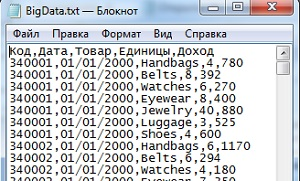 BigData.txt — Блокнот
Файл Правка Формат Вид Справка
Код,Дата,Товар,Единицы,Доход
340001,01/01/2000,Handbags,4,780
340001,01/01/2000,Belts,8,392
340001,01/01/2000,Watches,6,270
340001,01/01/2000,Eyewear,8,400
340001,01/01/2000,Jewelry,40,880
340001,01/01/2000,Luggage,3,525
340001,01/01/2000,Shoes,4,600
340002,01/01/2000,Handbags,6,1170
340002,01/01/2000,Belts,6,294
340002,01/01/2000,Watches,4,180
340002,01/01/2000,Eyewear,7,350